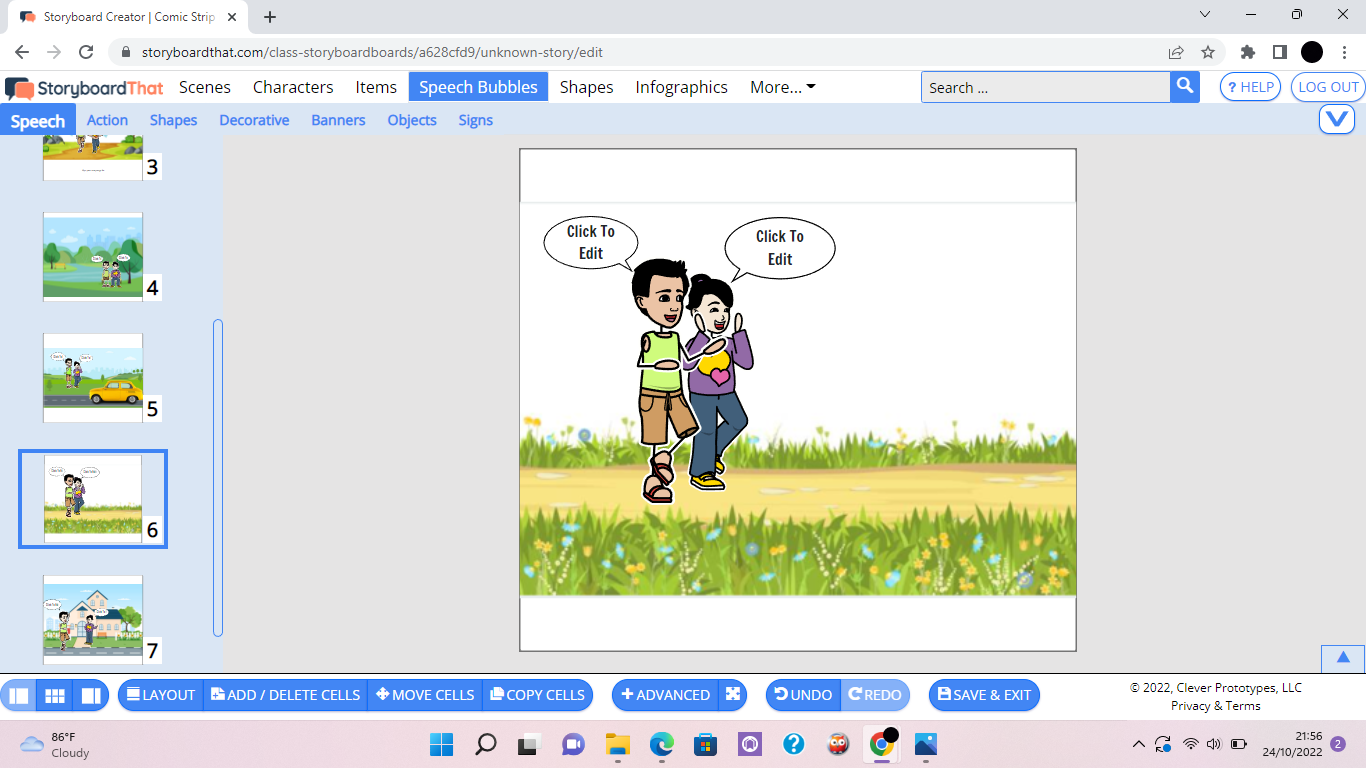 Storyboard Creator | Comic Strip
storyboardthat.com/class-storyboardboards/a628cfd9/unknown-story/edit
StoryboardThat Scenes Characters Items Speech Bubbles Shapes Infographics More... Search ... ? HELP LOG OUT
Speech Action Shapes Decorative Banners Objects Signs
3
4
5
6
7
Click To
Edit
Click To
Edit
LAYOUT ADD / DELETE CELLS MOVE CELLS COPY CELLS ADVANCED UNDO REDO SAVE & EXIT
© 2022, Clever Prototypes, LLC
Privacy & Terms
86°F
Cloudy
21:56
24/10/2022
2